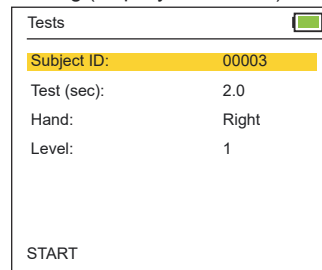 Tests
Subject ID: 00003
Test (sec): 2.0
Hand: Right
Level: 1
START